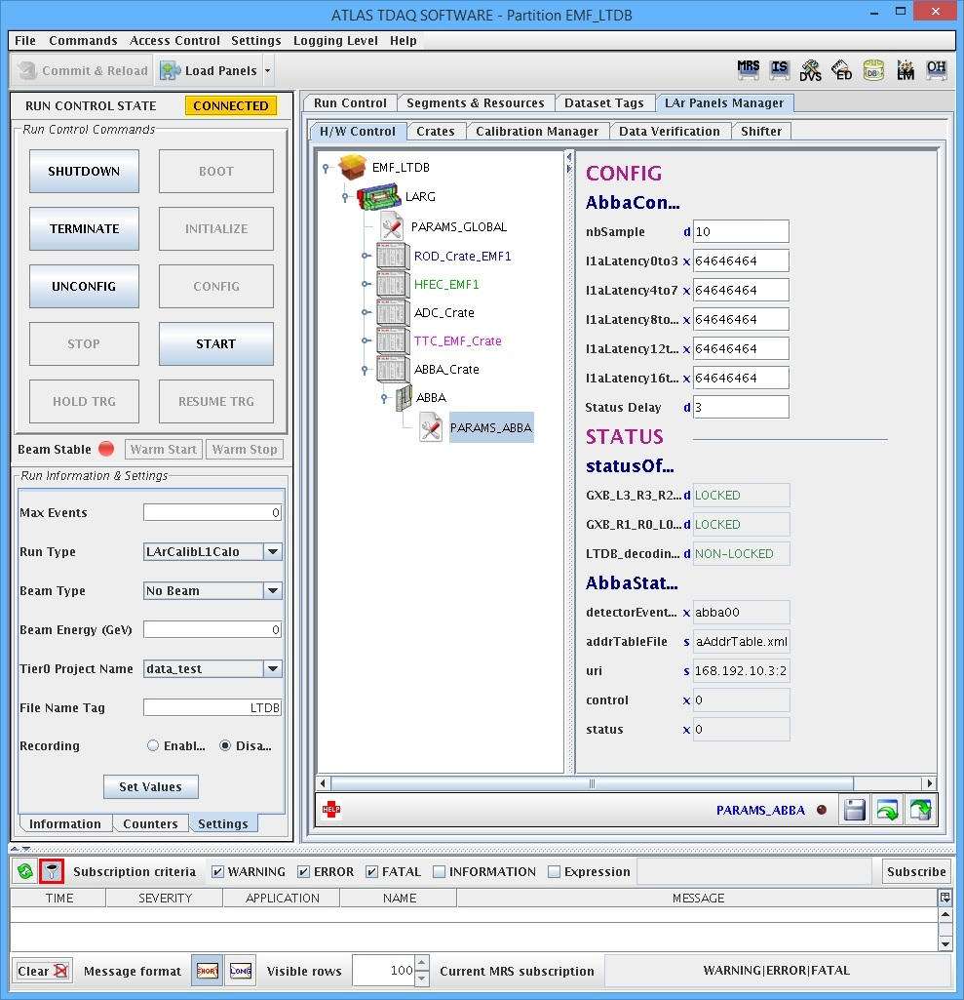 ATLAS TDAQ SOFTWARE - Partition EMF_LTDB
File Commands Access Control Settings Logging Level Help
Commit & Reload Load Panels MRS IS DVS ED DB LM OH
RUN CONTROL STATE CONNECTED
Run Control Commands
SHUTDOWN BOOT
TERMINATE INITIALIZE
UNCONFIG CONFIG
STOP START
HOLD TRG RESUME TRG
Beam Stable Warm Start Warm Stop
Run Information & Settings
Max Events 0
Run Type LArCalibL1Calo
Beam Type No Beam
Beam Energy (GeV) 0
Tier0 Project Name data_test
File Name Tag LTDB
Recording Enabl... Disa...
Set Values
Information Counters Settings
Run Control Segments & Resources Dataset Tags LAr Panels Manager
H/W Control Crates Calibration Manager Data Verification Shifter
EMF_LTDB
LARG
PARAMS_GLOBAL
ROD_Crate_EMF1
HFEC_EMF1
ADC_Crate
TTC_EMF_Crate
ABBA_Crate
ABBA
PARAMS_ABBA
CONFIG
AbbaCon...
nbSample d 10
l1aLatency0to3 x 64646464
l1aLatency4to7 x 64646464
l1aLatency8to... x 64646464
l1aLatency12t... x 64646464
l1aLatency16t... x 64646464
Status Delay d 3
STATUS
statusOf...
GXB_L3_R3_R2... d LOCKED
GXB_R1_R0_L0... d LOCKED
LTDB_decodin... d NON-LOCKED
AbbaStat...
detectorEvent... x abba00
addrTableFile s aAddrTable.xml
uri s 168.192.10.3:2
control x 0
status x 0
HELP PARAMS_ABBA
Subscription criteria WARNING ERROR FATAL INFORMATION Expression Subscribe
TIME SEVERITY APPLICATION NAME MESSAGE
Clear Message format SHORT LONG Visible rows 100 Current MRS subscription WARNING|ERROR|FATAL